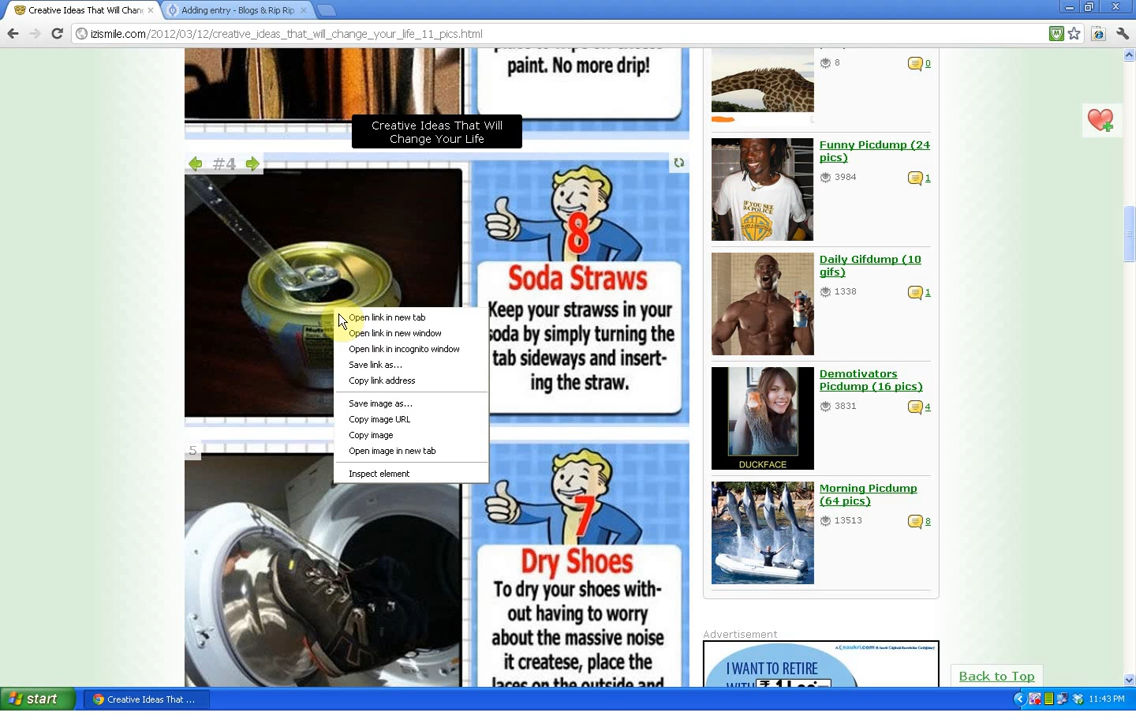 Creative Ideas That Will Chan
Adding entry - Blogs & Rip Rip
izismile.com/2012/03/12/creative_ideas_that_will_change_your_life_11_pics.html
paint. No more drip!
Creative Ideas That Will
Change Your Life
#4
8
Soda Straws
Keep your strawss in your
soda by simply turning the
tab sideways and insert-
ing the straw.
Open link in new tab
Open link in new window
Open link in incognito window
Save link as...
Copy link address
Save image as...
Copy image URL
Copy image
Open image in new tab
Inspect element
5
7
Dry Shoes
To dry your shoes with-
out having to worry
about the massive noise
it createse, place the
laces on the outside and
8
0
Funny Picdump (24
pics)
3984
1
IF YOU SEE
DA POLICE
Daily Gifdump (10
gifs)
1338
1
Demotivators
Picdump (16 pics)
3831
4
DUCKFACE
Morning Picdump
(64 pics)
13513
8
Advertisement
I WANT TO RETIRE
WITH
Back to Top
start
Creative Ideas That ...
11:43 PM